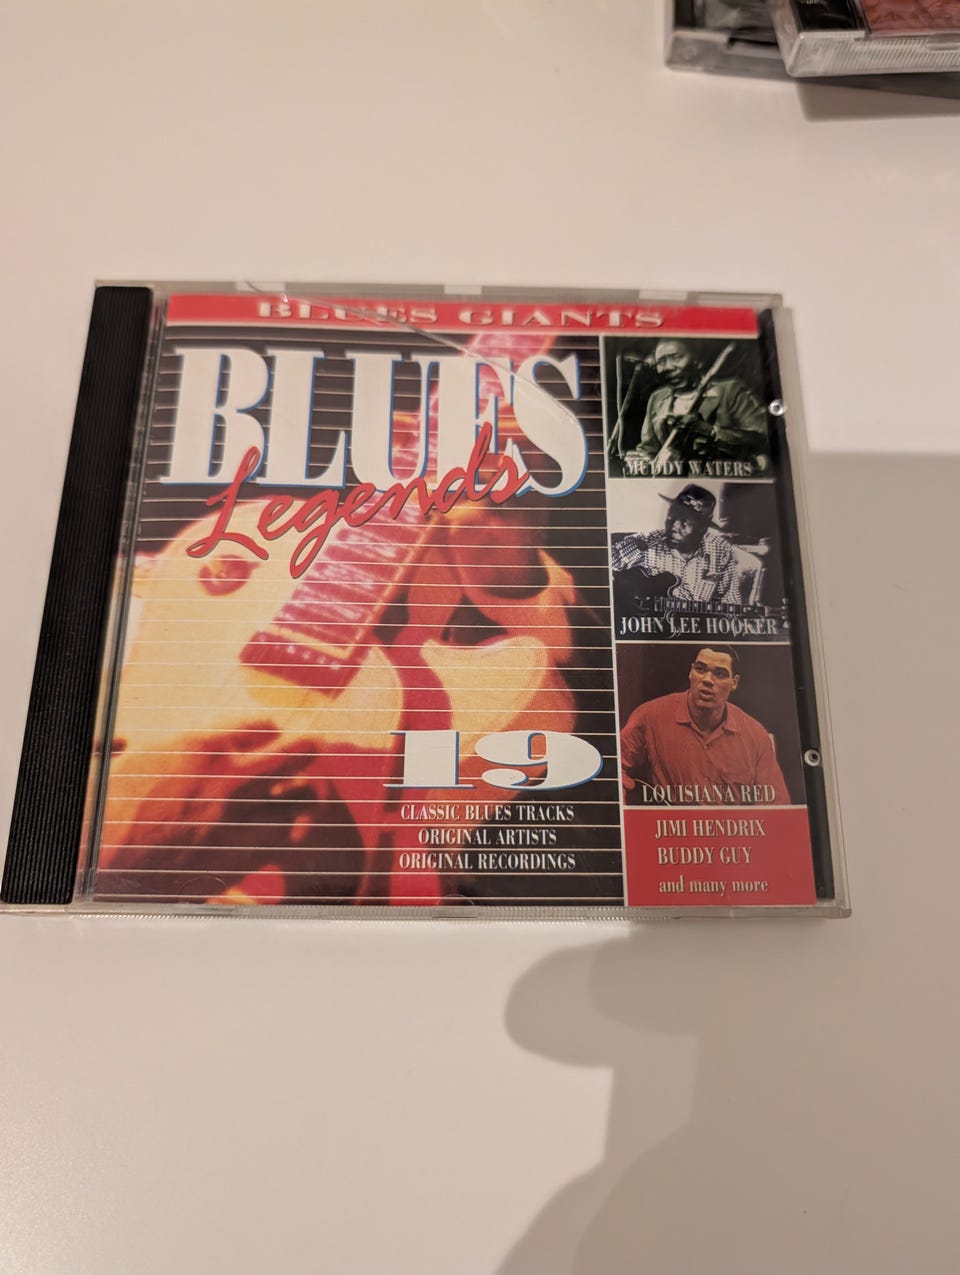 BLUES GIANTS
BLUES
Legends
MUDDY WATERS
JOHN LEE HOOKER
LOUISIANA RED
19
CLASSIC BLUES TRACKS
ORIGINAL ARTISTS
ORIGINAL RECORDINGS
JIMI HENDRIX
BUDDY GUY
and many more